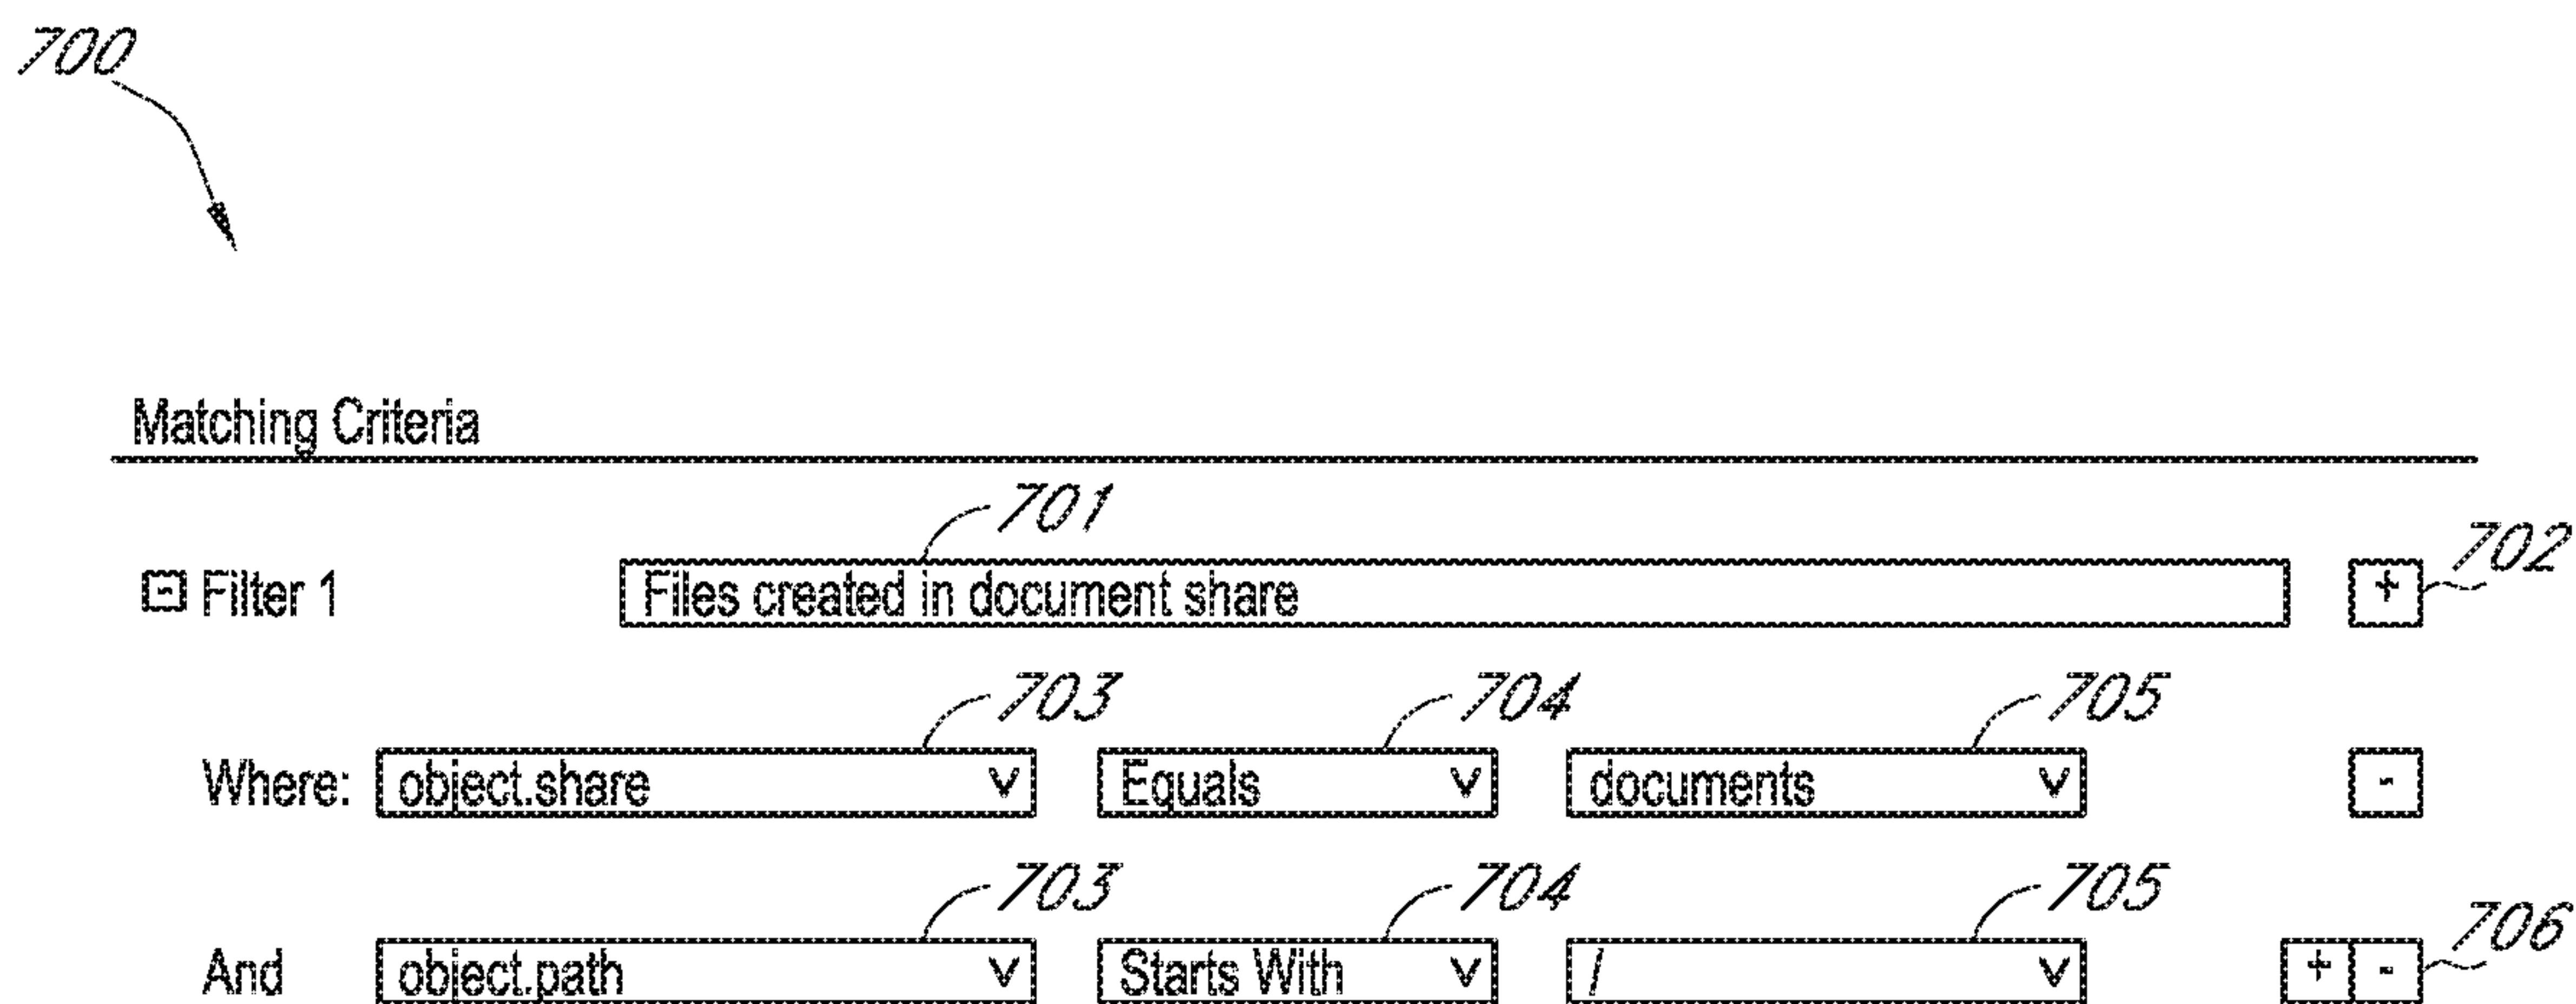 700
Matching Criteria
701
- Filter 1 Files created in document share + 702
703 704 705
Where: object.share v Equals v documents v -
703 704 705
And object.path v Starts With v / v + - 706